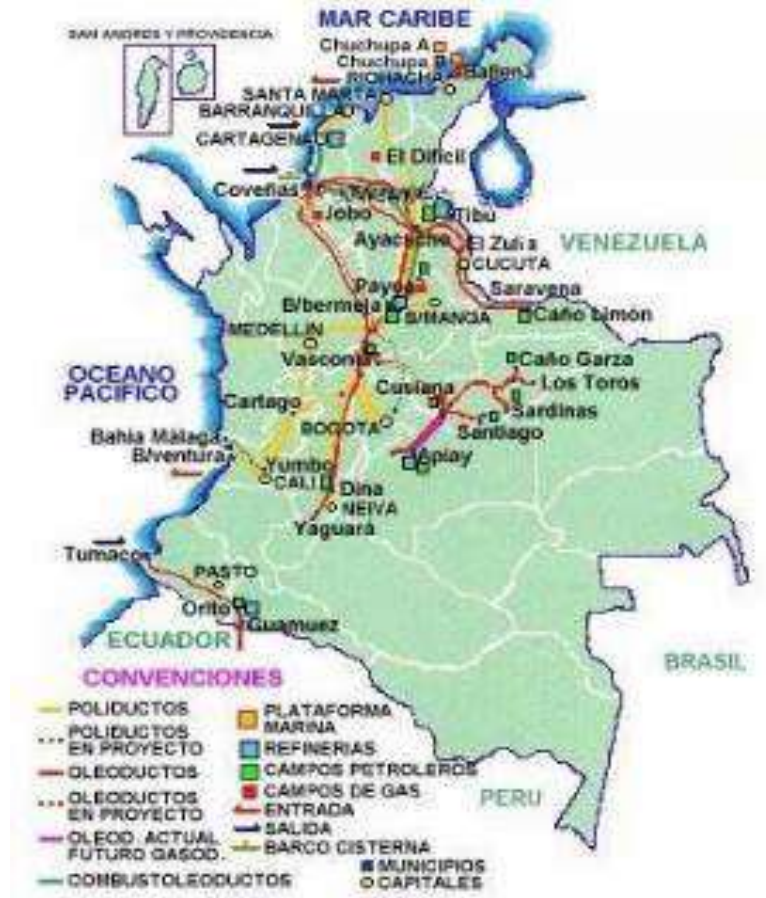 MAR CARIBE
SAN ANDRES Y PROVIDENCIA
Chuchupa A
Chuchupa B
RIOHACHA
Ballena
SANTA MARTA
BARRANQUILLA
CARTAGENA
El Dificil
Coveñas
Jobo
Tibú
Ayacucho
El Zulia
VENEZUELA
CUCUTA
Payoa
Saravena
B/bermeja
B/MANGA
Caño Limon
MEDELLIN
Vasconia
Caño Garza
OCEANO
PACIFICO
Cusiana
Los Toros
Cartago
Sardinas
BOGOTA
Santiago
Bahia Málaga
B/ventura
Yumbo
Apiay
CALI
Dina
NEIVA
Yaguará
Tumaco
PASTO
Orito
Guamuez
ECUADOR
BRASIL
PERU
CONVENCIONES
POLIDUCTOS
POLIDUCTOS
EN PROYECTO
OLEODUCTOS
OLEODUCTOS
EN PROYECTO
OLEOD. ACTUAL
FUTURO GASOD.
COMBUSTOLEODUCTOS
PLATAFORMA
MARINA
REFINERIAS
CAMPOS PETROLEROS
CAMPOS DE GAS
ENTRADA
SALIDA
BARCO CISTERNA
MUNICIPIOS
CAPITALES